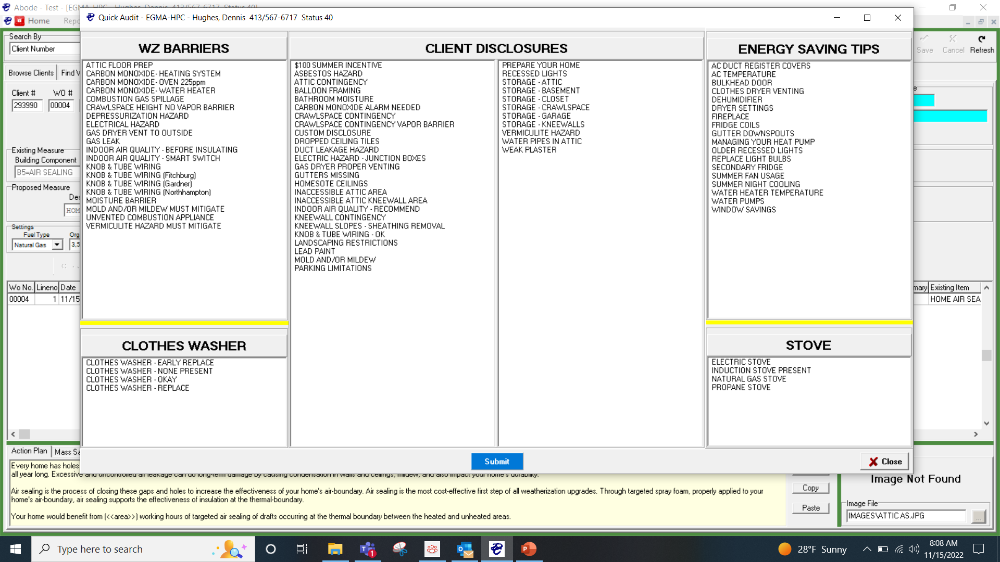 Abode - Test - [EGMA-HPC - Hughes, Dennis 413/567-6717 Status 40]
Quick Audit - EGMA-HPC - Hughes, Dennis 413/567-6717 Status 40
Home
Search By
Client Number
Save
Cancel
Refresh
Browse Clients
Find
Client #
WO #
293990
00004
Existing Measure
Building Component
B5=AIR SEALING
Proposed Measure
Settings
Fuel Type
Natural Gas
WZ BARRIERS
ATTIC FLOOR PREP
CARBON MONOXIDE- HEATING SYSTEM
CARBON MONOXIDE- OVEN 225ppm
CARBON MONOXIDE- WATER HEATER
COMBUSTION GAS SPILLAGE
CRAWLSPACE HEIGHT NO VAPOR BARRIER
DEPRESSURIZATION HAZARD
ELECTRICAL HAZARD
GAS DRYER VENT TO OUTSIDE
GAS LEAK
INDOOR AIR QUALITY - BEFORE INSULATING
INDOOR AIR QUALITY - SMART SWITCH
KNOB & TUBE WIRING
KNOB & TUBE WIRING (Fitchburg)
KNOB & TUBE WIRING (Gardner)
KNOB & TUBE WIRING (Northhampton)
MOISTURE BARRIER
MOLD AND/OR MILDEW MUST MITIGATE
UNVENTED COMBUSTION APPLIANCE
VERMICULITE HAZARD MUST MITIGATE
CLIENT DISCLOSURES
$100 SUMMER INCENTIVE
ASBESTOS HAZARD
ATTIC CONTINGENCY
BALLOON FRAMING
BATHROOM MOISTURE
CARBON MONOXIDE ALARM NEEDED
CRAWLSPACE CONTINGENCY
CRAWLSPACE CONTINGENCY VAPOR BARRIER
CUSTOM DISCLOSURE
DROPPED CEILING TILES
DUCT LEAKAGE HAZARD
ELECTRIC HAZARD - JUNCTION BOXES
GAS DRYER PROPER VENTING
GUTTERS MISSING
HOMESOTE CEILINGS
INACCESSIBLE ATTIC AREA
INACCESSIBLE ATTIC KNEEWALL AREA
INDOOR AIR QUALITY - RECOMMEND
KNEEWALL CONTINGENCY
KNEEWALL SLOPES - SHEATHING REMOVAL
KNOB & TUBE WIRING - OK
LANDSCAPING RESTRICTIONS
LEAD PAINT
MOLD AND/OR MILDEW
PARKING LIMITATIONS
PREPARE YOUR HOME
RECESSED LIGHTS
STORAGE - ATTIC
STORAGE - BASEMENT
STORAGE - CLOSET
STORAGE - CRAWLSPACE
STORAGE - GARAGE
STORAGE - KNEEWALLS
VERMICULITE HAZARD
WATER PIPES IN ATTIC
WEAK PLASTER
ENERGY SAVING TIPS
AC DUCT REGISTER COVERS
AC TEMPERATURE
BULKHEAD DOOR
CLOTHES DRYER VENTING
DEHUMIDIFIER
DRYER SETTINGS
FIREPLACE
FRIDGE COILS
GUTTER DOWNSPOUTS
MANAGING YOUR HEAT PUMP
OLDER RECESSED LIGHTS
REPLACE LIGHT BULBS
SECONDARY FRIDGE
SUMMER FAN USAGE
SUMMER NIGHT COOLING
WATER HEATER TEMPERATURE
WATER PUMPS
WINDOW SAVINGS
Wo No. Lineno Date
00004 1 11/15
Existing Item
HOME AIR SEA
CLOTHES WASHER
CLOTHES WASHER - EARLY REPLACE
CLOTHES WASHER - NONE PRESENT
CLOTHES WASHER - OKAY
CLOTHES WASHER - REPLACE
STOVE
ELECTRIC STOVE
INDUCTION STOVE PRESENT
NATURAL GAS STOVE
PROPANE STOVE
Submit
Close
Action Plan
Mass Sa
Every home has holes
all year long. Excessive and uncontrolled air leakage can do long-term damage by causing condensation in walls and ceilings, mildew, and also impact your home's durability.
Air sealing is the process of closing these gaps and holes to increase the effectiveness of your home's air-boundary. Air sealing is the most cost-effective first step of all weatherization upgrades. Through targeted spray foam, properly applied to your
home's air-boundary, air sealing supports the effectiveness of insulation at the thermal-boundary.
Your home would benefit from (<<area>>) working hours of targeted air sealing of drafts occurring at the thermal boundary between the heated and unheated areas.
Copy
Paste
Image Not Found
Image File
IMAGES\ATTIC AS.JPG
...
Type here to search
28°F Sunny
8:08 AM
11/15/2022